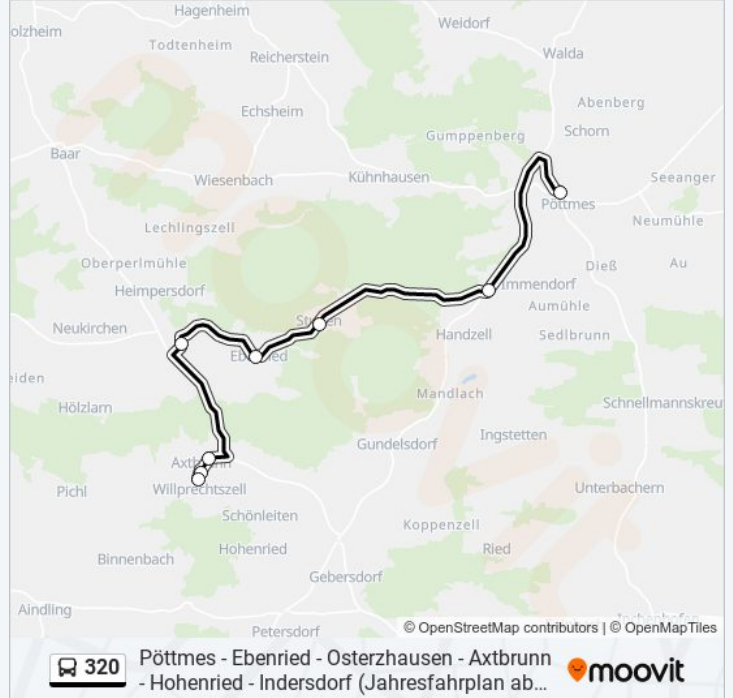 Hagenheim
Weidorf
olzheim
Todtenheim
Reicherstein
Walda
Abenberg
Echsheim
Schorn
Gumppenberg
Baar
Kühnhausen
Wiesenbach
Seeanger
Pöttmes
Neumühle
Lechlingszell
Oberperlmühle
Dieß
Au
Immendorf
Heimpersdorf
Aumühle
Neukirchen
Handzell
Sedlbrunn
eiden
Mandlach
Schnellmannskreu
Hölzlarn
Ingstetten
Gundelsdorf
Pichl
Willprechtszell
Unterbachern
Schönleiten
Koppenzell
Hohenried
Ried
Binnenbach
Gebersdorf
Aindling
Petersdorf
© OpenStreetMap contributors | © OpenMapTiles
320
Pöttmes - Ebenried - Osterzhausen - Axtbrunn
- Hohenried - Indersdorf (Jahresfahrplan ab...
moovit